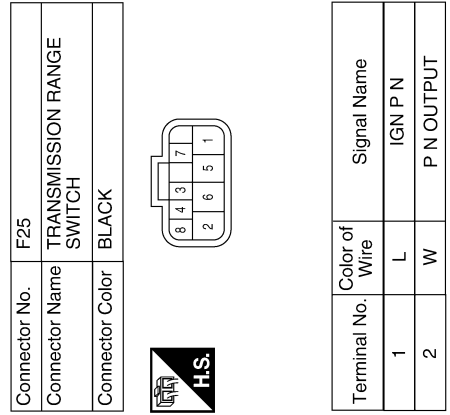 Connector No. F25
Connector Name TRANSMISSION RANGE
SWITCH
Connector Color BLACK
H.S.
8 4 3 7
2 6 5 1
Terminal No. Color of Wire Signal Name
1 L IGN P N
2 W P N OUTPUT